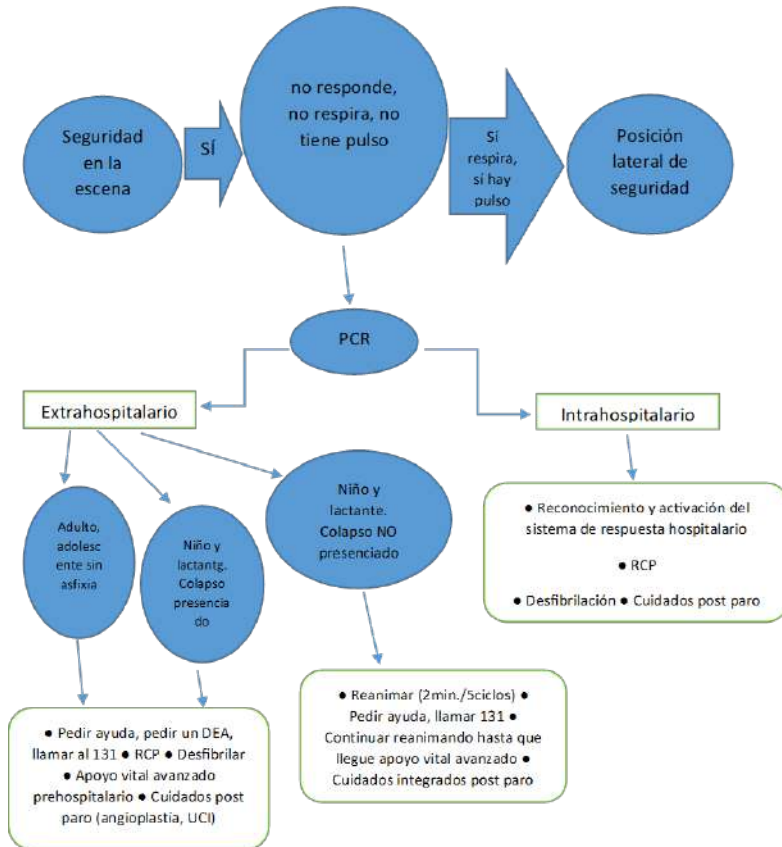 Seguridad
en la
escena
SÍ
no responde,
no respira, no
tiene pulso
Sí
respira,
sí hay
pulso
Posición
lateral de
seguridad
PCR
Extrahospitalario
Intrahospitalario
Adulto,
adolesc
ente sin
asfixia
Niño y
lactantg.
Colapso
presencia
do
Niño y
lactante.
Colapso NO
presenciado
● Reconocimiento y activación del
sistema de respuesta hospitalario
● RCP
● Desfibrilación ● Cuidados post paro
● Pedir ayuda, pedir un DEA,
llamar al 131 ● RCP ● Desfibrilar
● Apoyo vital avanzado
prehospitalario ● Cuidados post
paro (angioplastía, UCI)
● Reanimar (2min./5ciclos) ●
Pedir ayuda, llamar 131 ●
Continuar reanimando hasta que
llegue apoyo vital avanzado ●
Cuidados integrados post paro